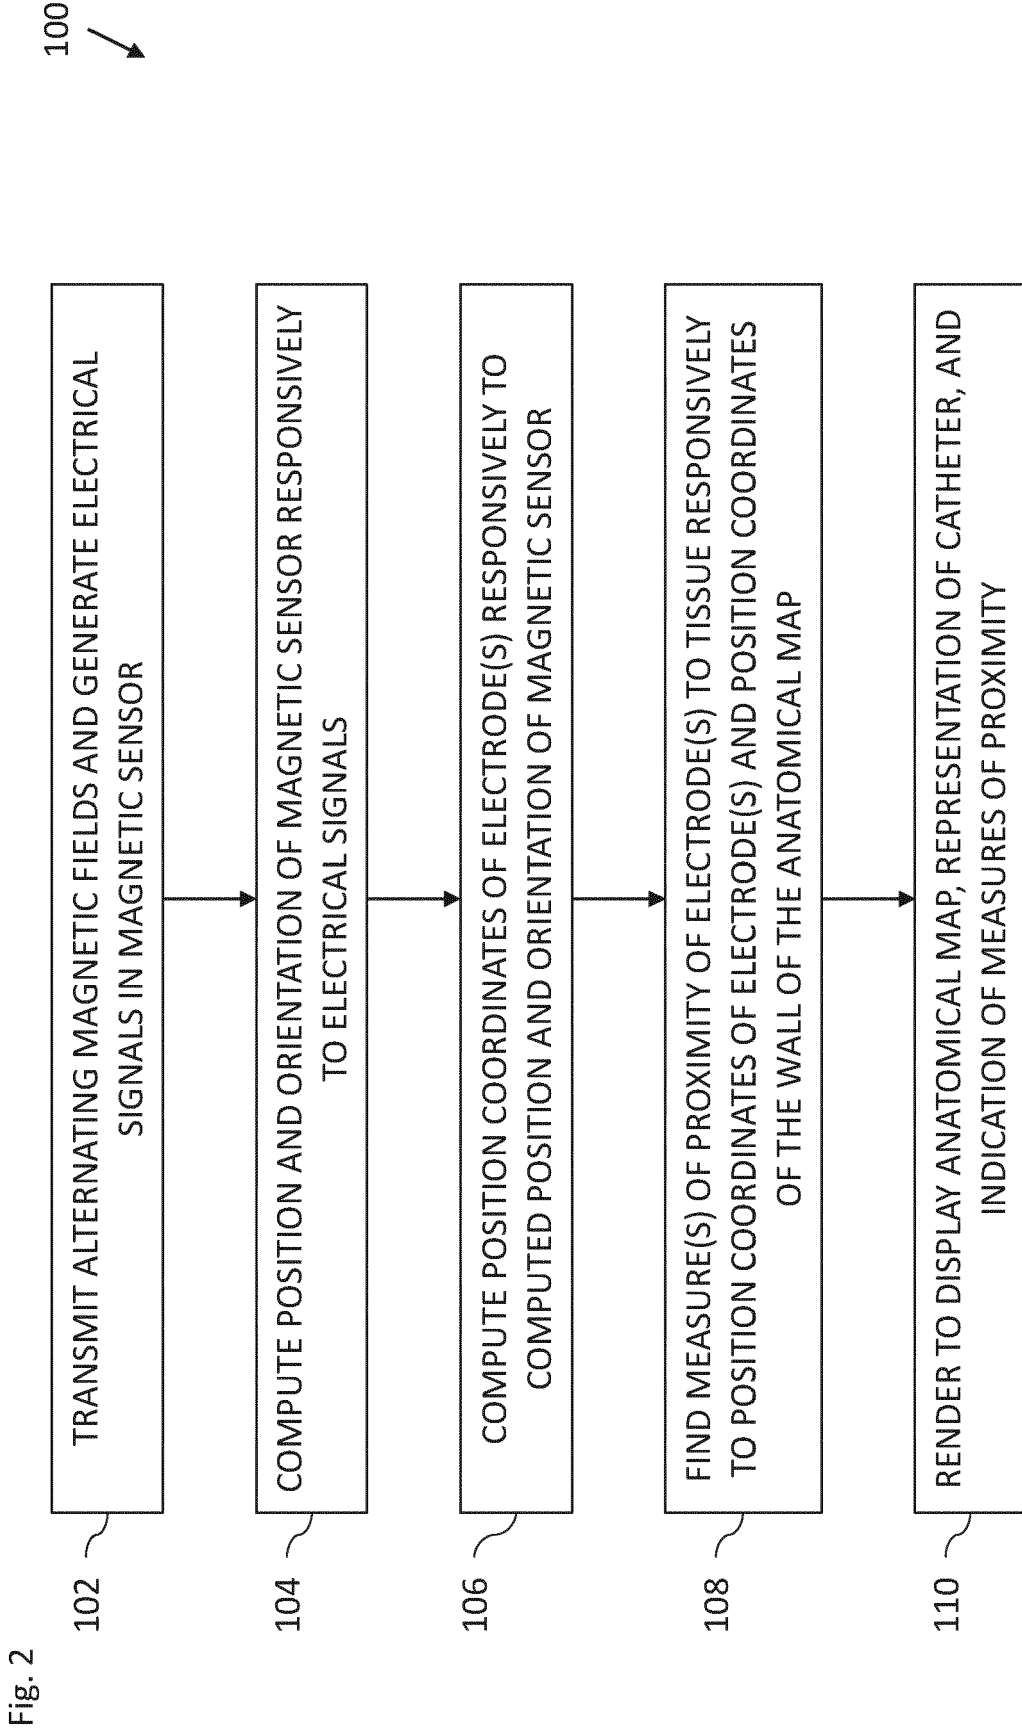 Fig. 2
100
102
TRANSMIT ALTERNATING MAGNETIC FIELDS AND GENERATE ELECTRICAL
SIGNALS IN MAGNETIC SENSOR
104
COMPUTE POSITION AND ORIENTATION OF MAGNETIC SENSOR RESPONSIVELY
TO ELECTRICAL SIGNALS
106
COMPUTE POSITION COORDINATES OF ELECTRODE(S) RESPONSIVELY TO
COMPUTED POSITION AND ORIENTATION OF MAGNETIC SENSOR
108
FIND MEASURE(S) OF PROXIMITY OF ELECTRODE(S) TO TISSUE RESPONSIVELY
TO POSITION COORDINATES OF ELECTRODE(S) AND POSITION COORDINATES
OF THE WALL OF THE ANATOMICAL MAP
110
RENDER TO DISPLAY ANATOMICAL MAP, REPRESENTATION OF CATHETER, AND
INDICATION OF MEASURES OF PROXIMITY